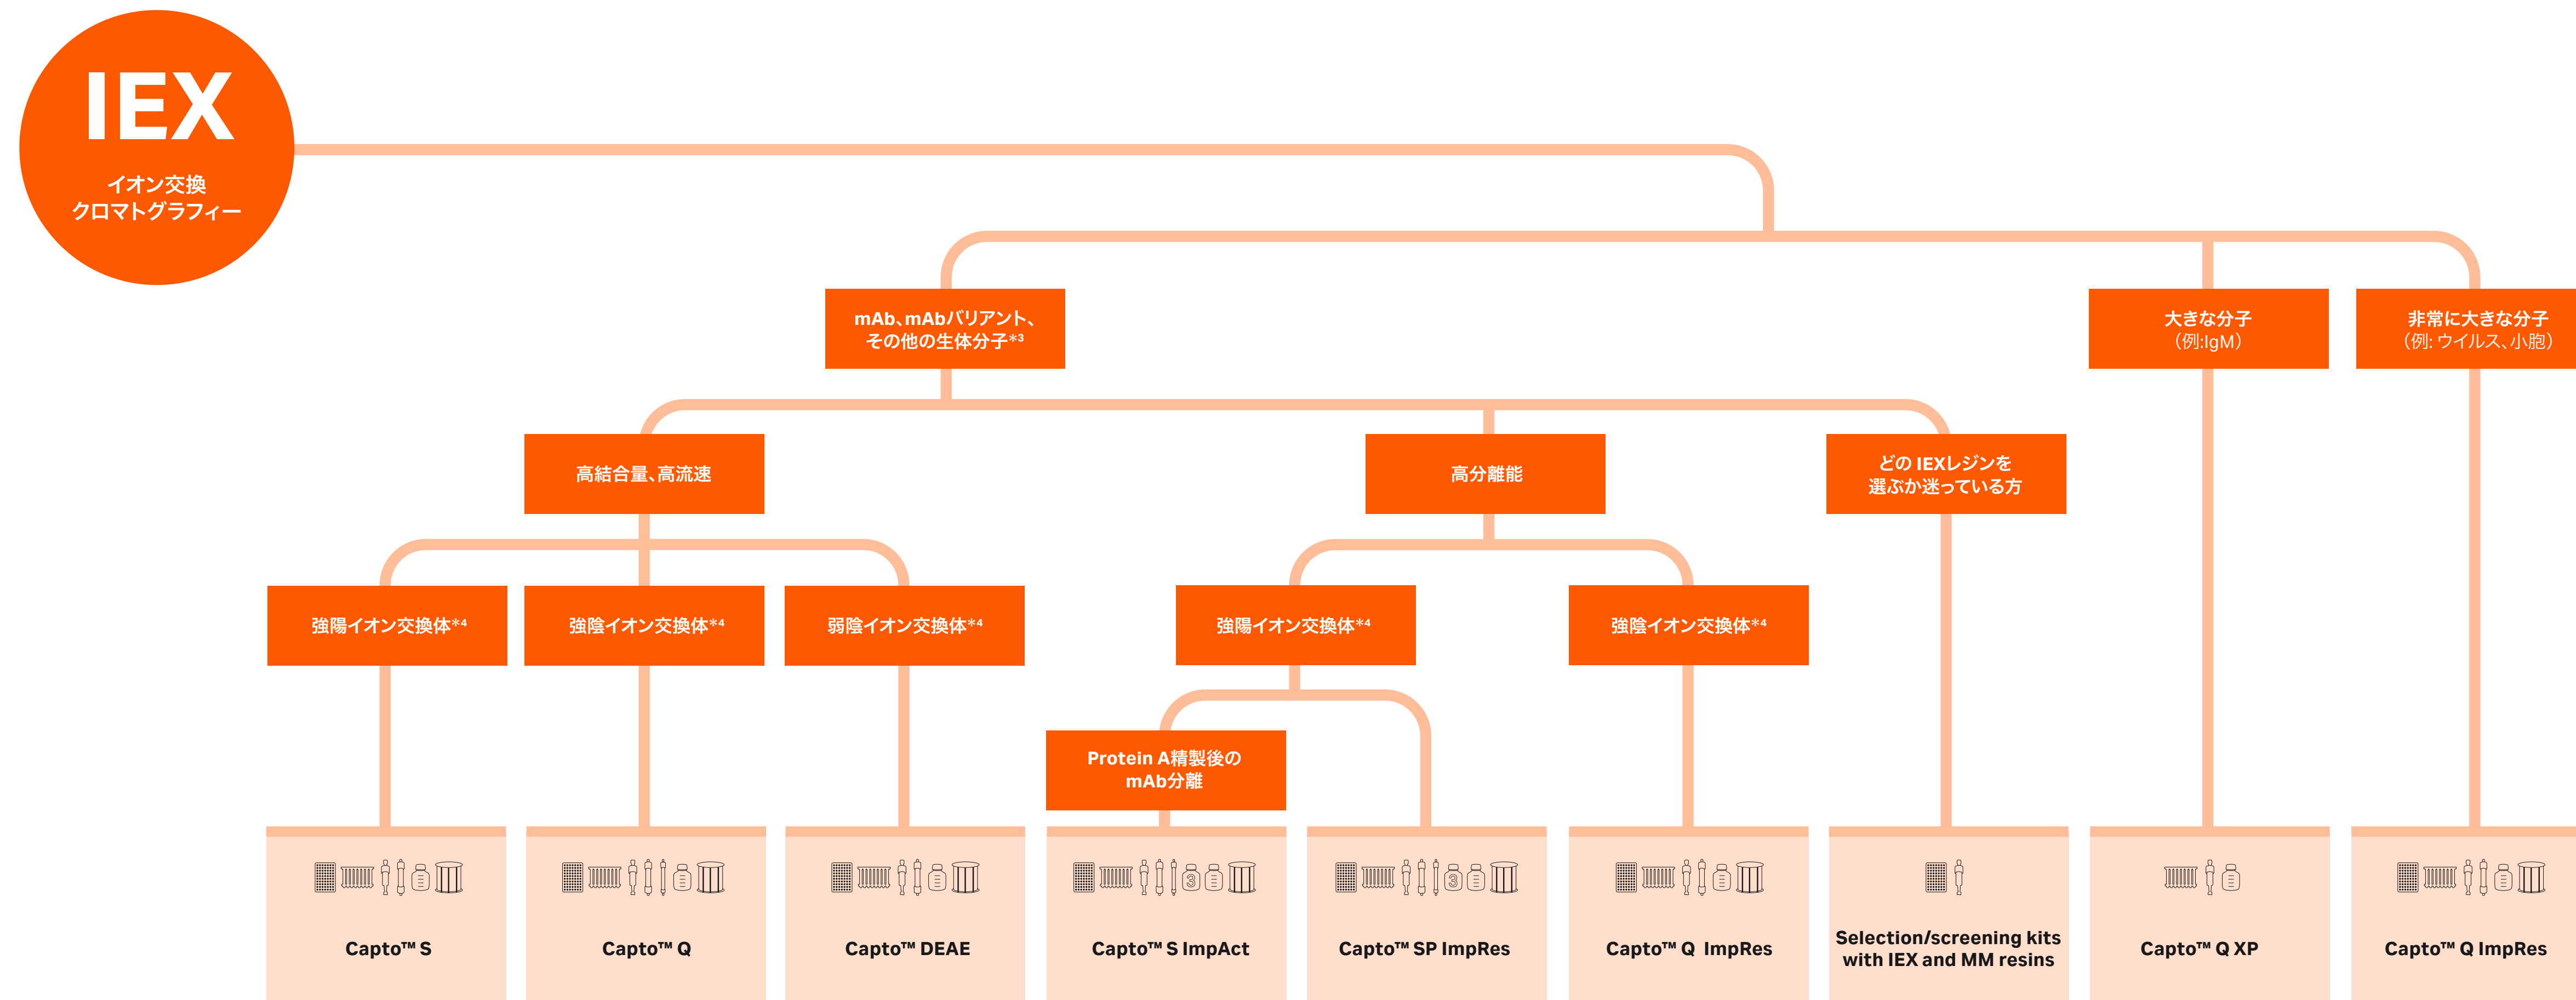 IEX
イオン交換
クロマトグラフィー
mAb、mAbバリアント、
その他の生体分子*3
大きな分子
（例:IgM）
非常に大きな分子
（例: ウイルス、小胞）
高結合量、高流速
高分離能
どの IEXレジンを
選ぶか迷っている方
強陽イオン交換体*4
強陰イオン交換体*4
弱陰イオン交換体*4
強陽イオン交換体*4
強陰イオン交換体*4
Protein A精製後の
mAb分離
3
3
Capto™ S
Capto™ Q
Capto™ DEAE
Capto™ S ImpAct
Capto™ SP ImpRes
Capto™ Q ImpRes
Selection/screening kits
with IEX and MM resins
Capto™ Q XP
Capto™ Q ImpRes